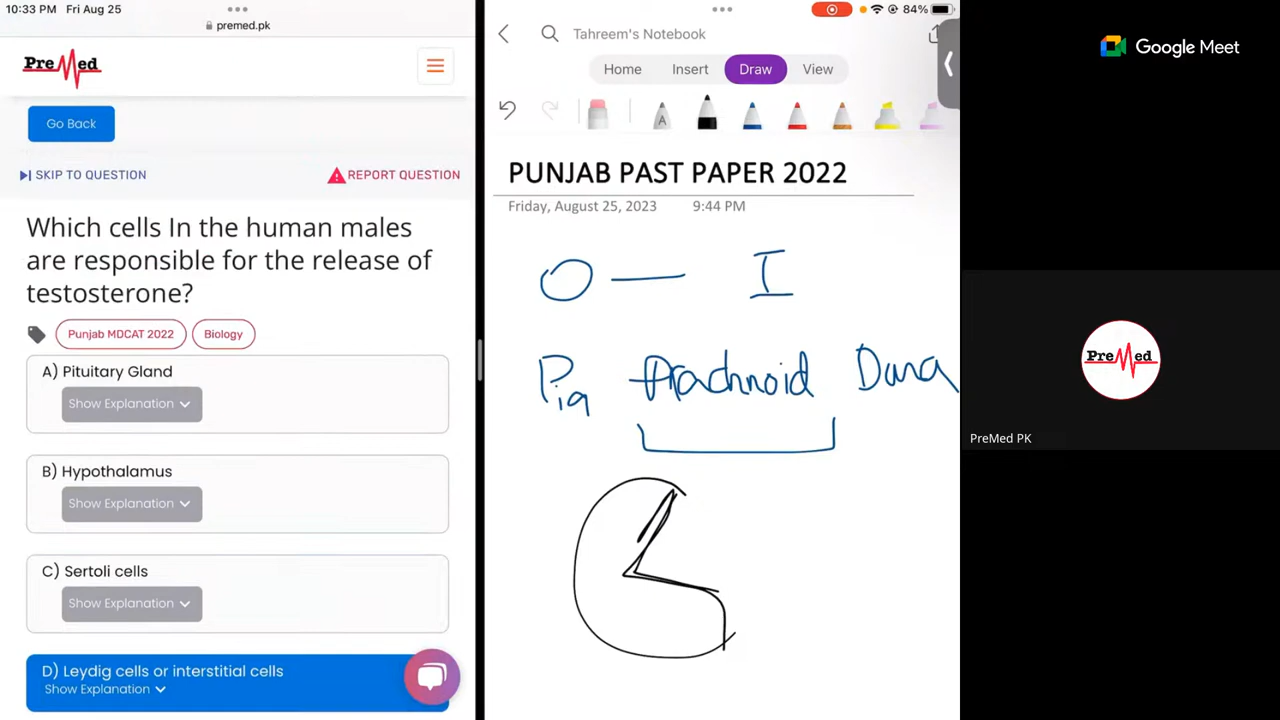 10:33 PM Fri Aug 25
premed.pk
PreMed
Go Back
SKIP TO QUESTION
REPORT QUESTION
Which cells In the human males
are responsible for the release of
testosterone?
Punjab MDCAT 2022
Biology
A) Pituitary Gland
Show Explanation
B) Hypothalamus
Show Explanation
C) Sertoli cells
Show Explanation
D) Leydig cells or interstitial cells
Show Explanation
84%
Tahreem's Notebook
Home Insert Draw View
A
PUNJAB PAST PAPER 2022
Friday, August 25, 2023 9:44 PM
O — I
Pia Arachnoid Dura
Google Meet
PreMed
PreMed PK